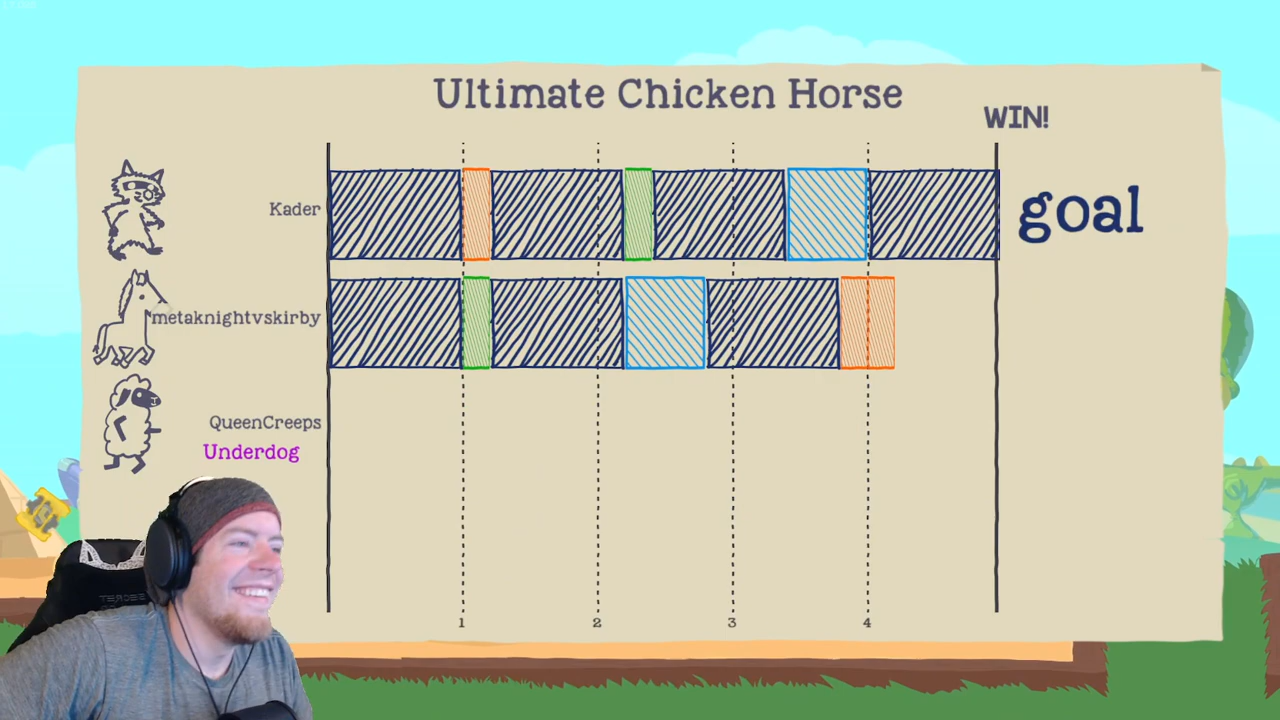 Ultimate Chicken Horse
WIN!
Kader
goal
metaknightvskirby
QueenCreeps
Underdog
1 2 3 4